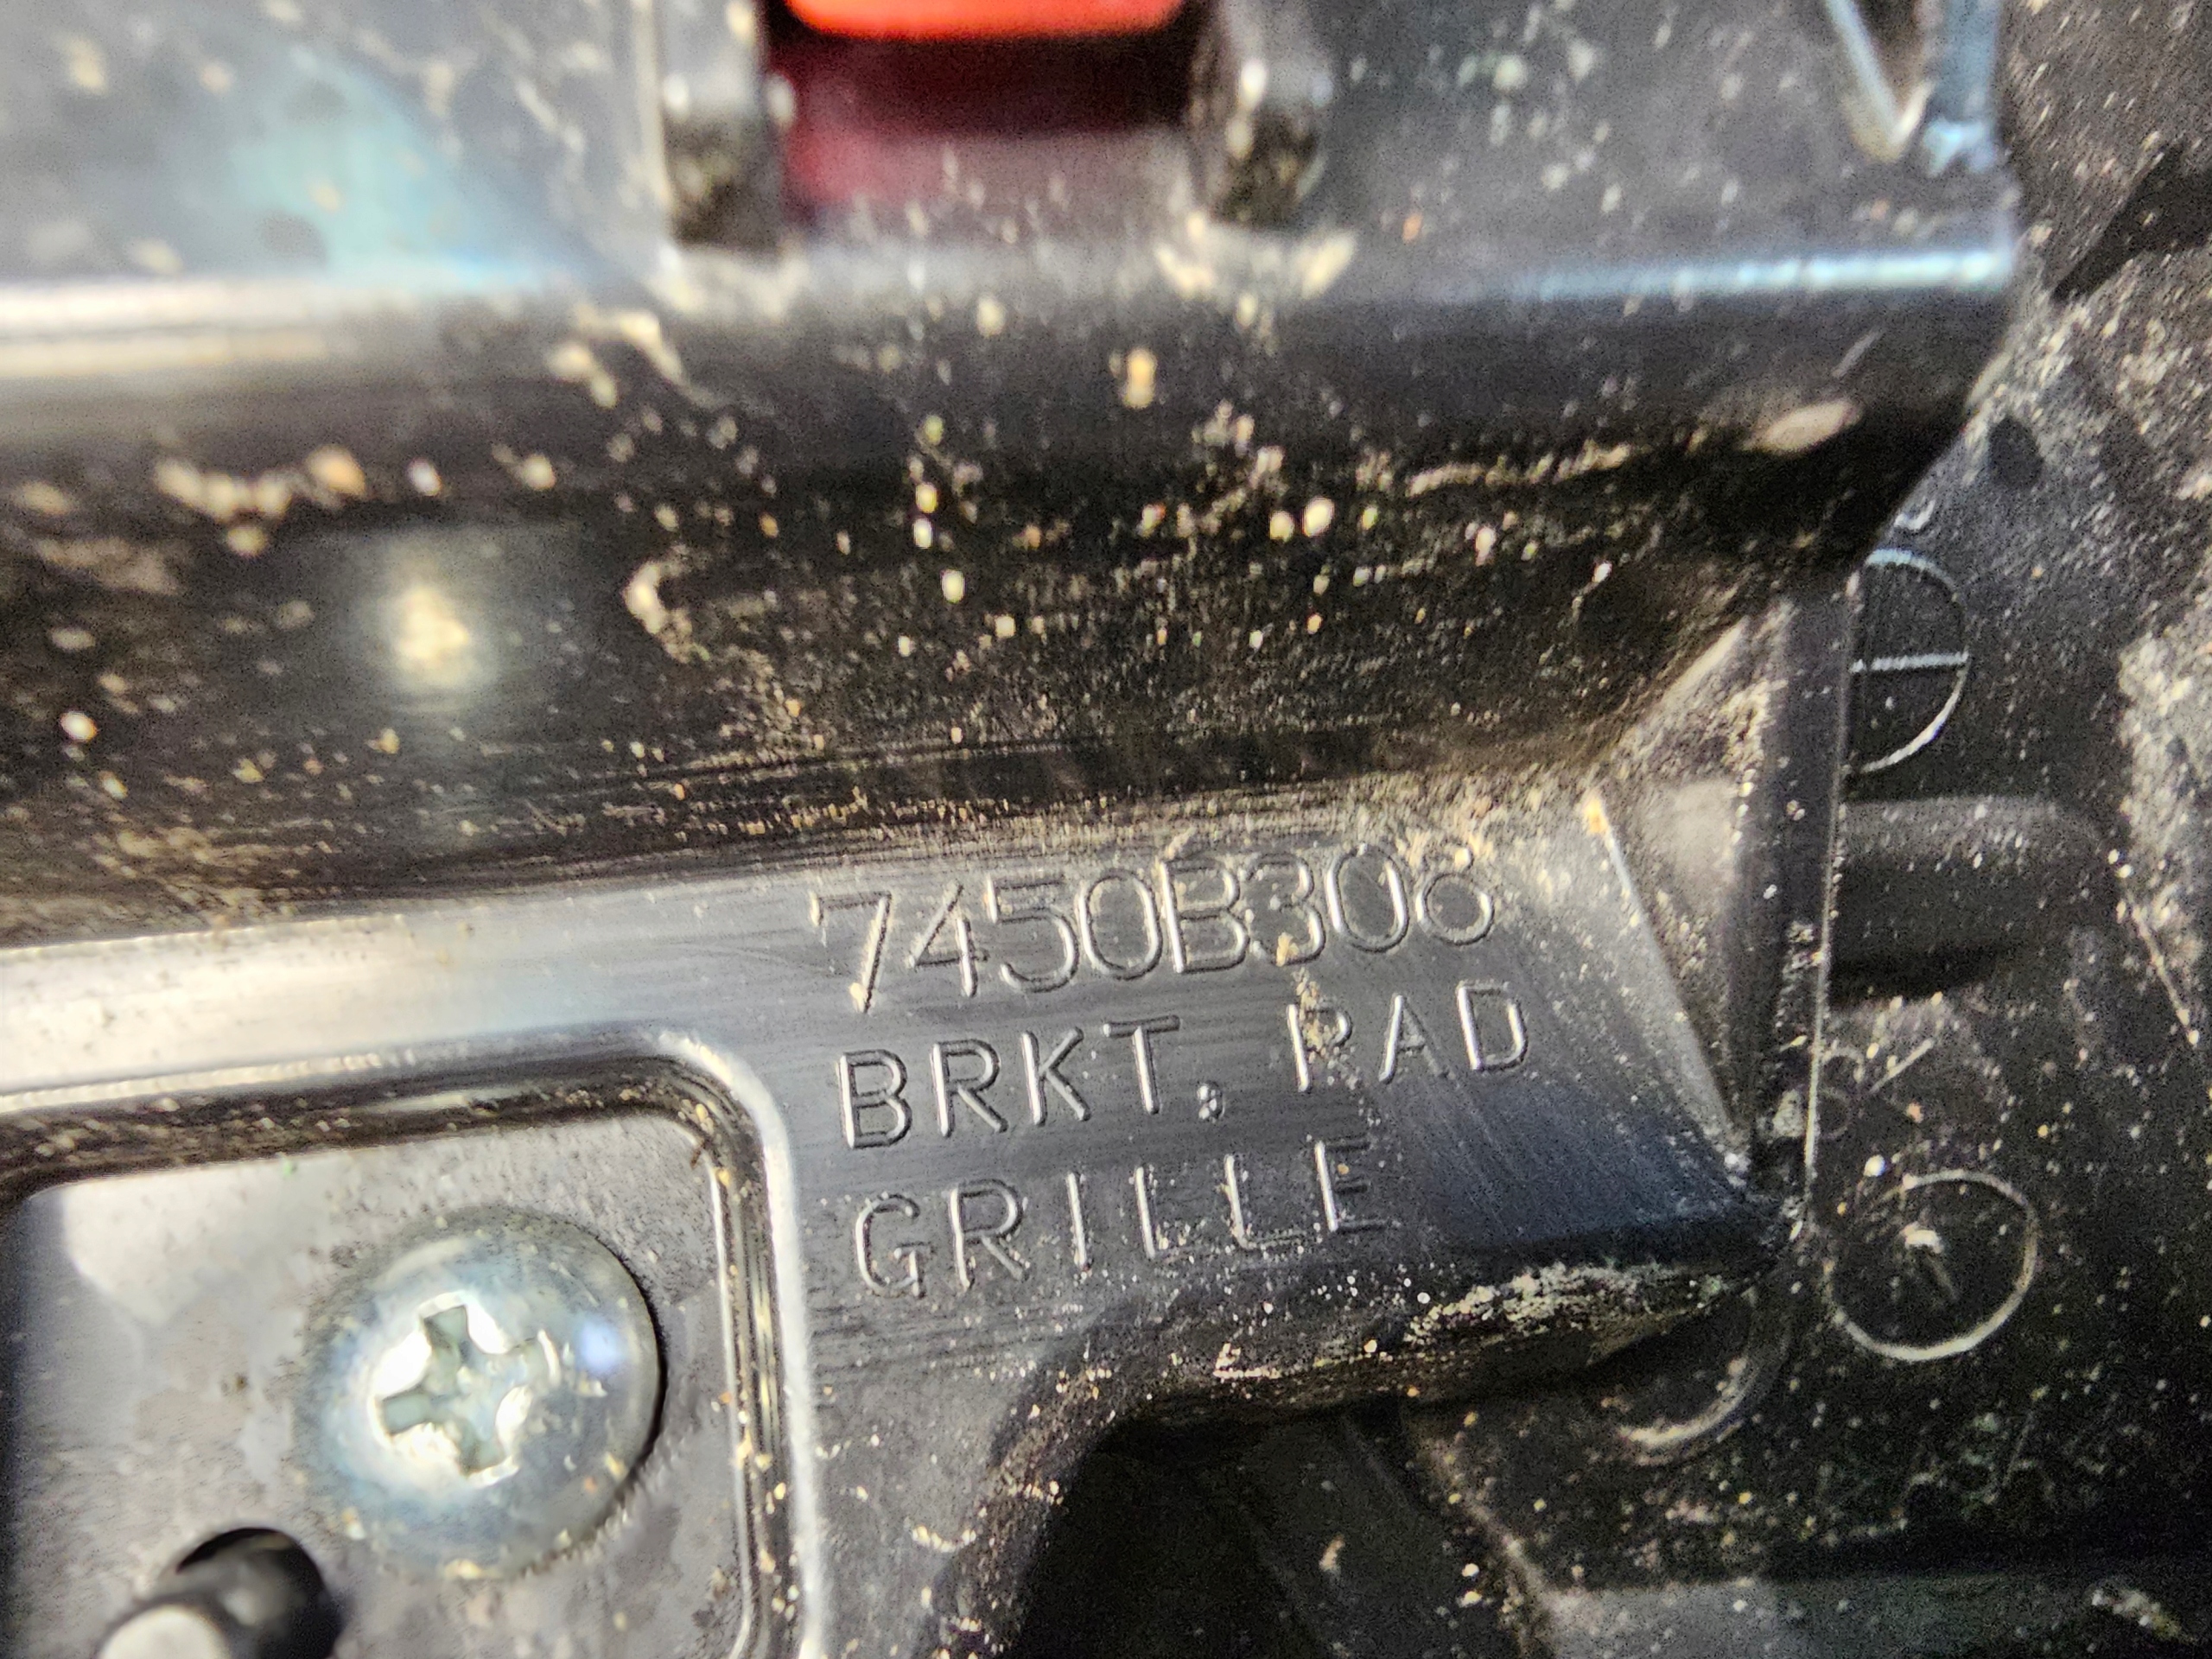 7450B306
BRKT, RAD
GRILLE